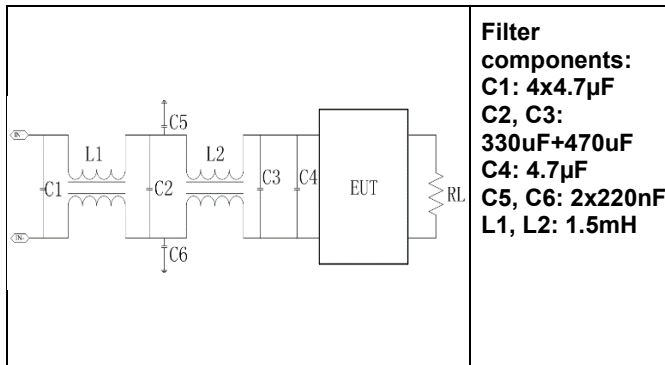 IN
C1
L1
C5
C2
C6
L2
C3
C4
EUT
RL
IN-
Filter
components:
C1: 4x4.7µF
C2, C3:
330uF+470uF
C4: 4.7µF
C5, C6: 2x220nF
L1, L2: 1.5mH